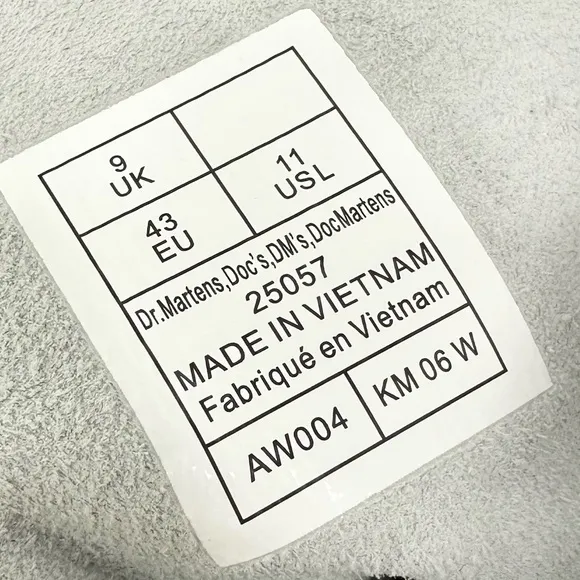 9
UK
43
EU
11
USL
Dr.Martens,Doc's,DM's,DocMartens
25057
MADE IN VIETNAM
Fabriqué en Vietnam
AW004
KM 06 W